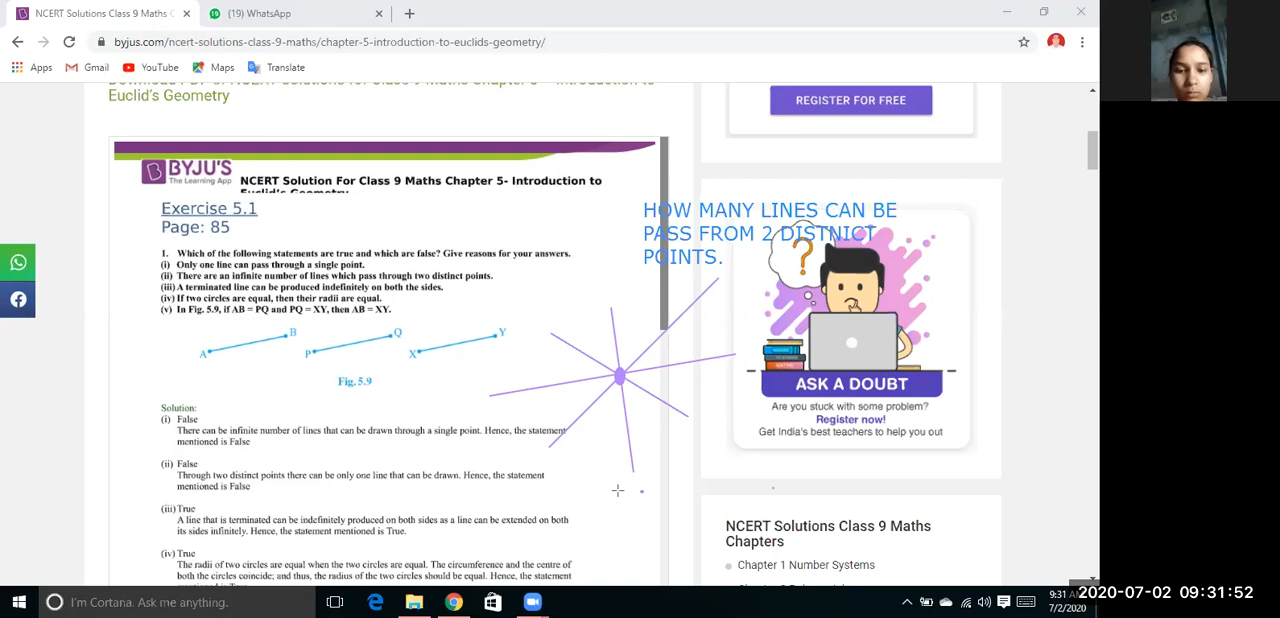 NCERT Solutions Class 9 Maths C
(19) WhatsApp
byjus.com/ncert-solutions-class-9-maths/chapter-5-introduction-to-euclids-geometry/
Apps Gmail YouTube Maps Translate
Euclid's Geometry
REGISTER FOR FREE
BYJU'S
The Learning App
NCERT Solution For Class 9 Maths Chapter 5- Introduction to
Euclid's Geometry
Exercise 5.1
Page: 85
1. Which of the following statements are true and which are false? Give reasons for your answers.
(i) Only one line can pass through a single point.
(ii) There are an infinite number of lines which pass through two distinct points.
(iii) A terminated line can be produced indefinitely on both the sides.
(iv) If two circles are equal, then their radii are equal.
(v) In Fig. 5.9, if AB = PQ and PQ = XY, then AB = XY.
A B P Q X Y
Fig. 5.9
Solution:
(i) False
There can be infinite number of lines that can be drawn through a single point. Hence, the statement
mentioned is False
(ii) False
Through two distinct points there can be only one line that can be drawn. Hence, the statement
mentioned is False
(iii) True
A line that is terminated can be indefinitely produced on both sides as a line can be extended on both
its sides infinitely. Hence, the statement mentioned is True.
(iv) True
The radii of two circles are equal when the two circles are equal. The circumference and the centre of
both the circles coincide; and thus, the radius of the two circles should be equal. Hence, the statement
HOW MANY LINES CAN BE
PASS FROM 2 DISTNICT
POINTS.
?
ASK A DOUBT
Are you stuck with some problem?
Register now!
Get India's best teachers to help you out
NCERT Solutions Class 9 Maths
Chapters
Chapter 1 Number Systems
I'm Cortana. Ask me anything.
9:31 AM
7/2/2020
2020-07-02 09:31:52